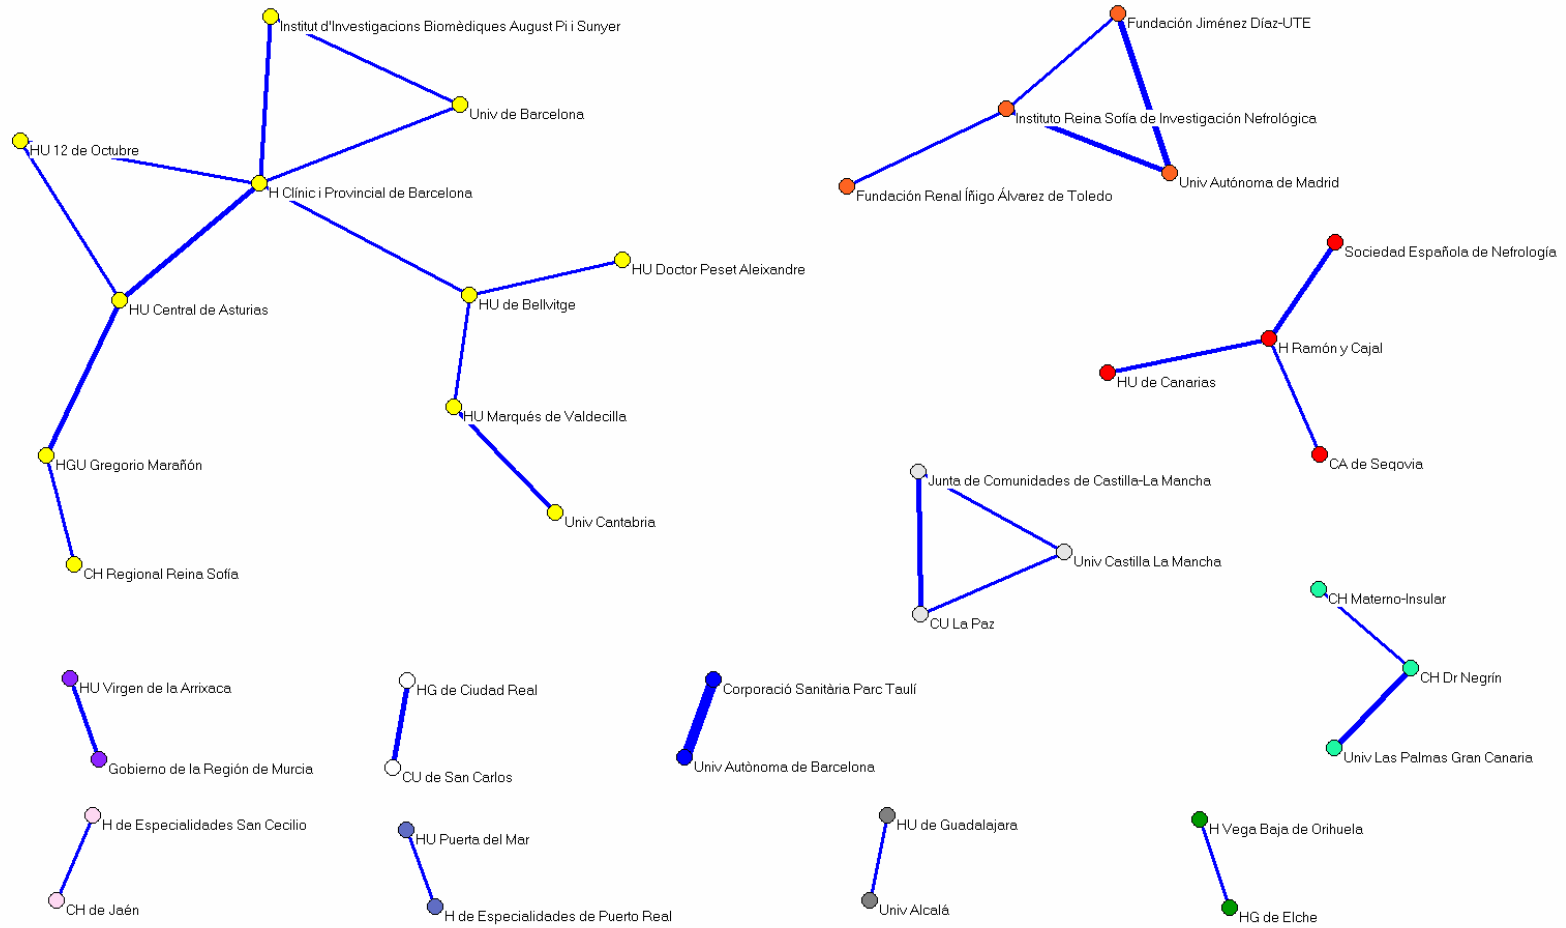 Institut d'Investigacions Biomèdiques August Pi i Sunyer
Fundación Jiménez Díaz-UTE
Univ de Barcelona
Instituto Reina Sofía de Investigación Nefrológica
HU 12 de Octubre
H Clínic i Provincial de Barcelona
Univ Autónoma de Madrid
Fundación Renal Íñigo Álvarez de Toledo
Sociedad Española de Nefrología
HU Doctor Peset Aleixandre
HU Central de Asturias
HU de Bellvitge
H Ramón y Cajal
HU de Canarias
HU Marqués de Valdecilla
HGU Gregorio Marañón
CA de Segovia
Junta de Comunidades de Castilla-La Mancha
Univ Cantabria
Univ Castilla La Mancha
CH Regional Reina Sofía
CH Materno-Insular
CU La Paz
CH Dr Negrín
HU Virgen de la Arrixaca
HG de Ciudad Real
Corporació Sanitària Parc Taulí
Univ Las Palmas Gran Canaria
Gobierno de la Región de Murcia
CU de San Carlos
Univ Autònoma de Barcelona
H de Especialidades San Cecilio
HU Puerta del Mar
HU de Guadalajara
H Vega Baja de Orihuela
CH de Jaén
H de Especialidades de Puerto Real
Univ Alcalá
HG de Elche